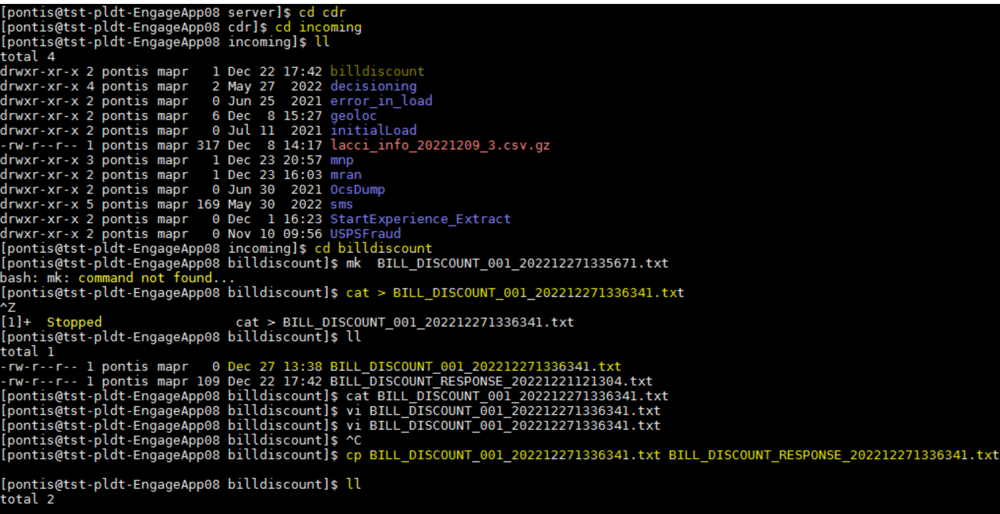 [pontis@tst-pldt-EngageApp08 server]$ cd cdr
[pontis@tst-pldt-EngageApp08 cdr]$ cd incoming
[pontis@tst-pldt-EngageApp08 incoming]$ ll
total 4
drwxr-xr-x 2 pontis mapr   1 Dec 22 17:42 billdiscount
drwxr-xr-x 4 pontis mapr   2 May 27  2022 decisioning
drwxr-xr-x 2 pontis mapr   0 Jun 25  2021 error_in_load
drwxr-xr-x 2 pontis mapr   6 Dec  8 15:27 geoloc
drwxr-xr-x 2 pontis mapr   0 Jul 11  2021 initialLoad
-rw-r--r-- 1 pontis mapr 317 Dec  8 14:17 lacci_info_20221209_3.csv.gz
drwxr-xr-x 3 pontis mapr   1 Dec 23 20:57 mnp
drwxr-xr-x 2 pontis mapr   1 Dec 23 16:03 mran
drwxr-xr-x 2 pontis mapr   0 Jun 30  2021 OcsDump
drwxr-xr-x 5 pontis mapr 169 May 30  2022 sms
drwxr-xr-x 2 pontis mapr   0 Dec  1 16:23 StartExperience_Extract
drwxr-xr-x 2 pontis mapr   0 Nov 10 09:56 USPSFraud
[pontis@tst-pldt-EngageApp08 incoming]$ cd billdiscount
[pontis@tst-pldt-EngageApp08 billdiscount]$ mk  BILL_DISCOUNT_001_202212271335671.txt
bash: mk: command not found...
[pontis@tst-pldt-EngageApp08 billdiscount]$ cat > BILL_DISCOUNT_001_202212271336341.txt
^Z
[1]+  Stopped                 cat > BILL_DISCOUNT_001_202212271336341.txt
[pontis@tst-pldt-EngageApp08 billdiscount]$ ll
total 1
-rw-r--r-- 1 pontis mapr   0 Dec 27 13:38 BILL_DISCOUNT_001_202212271336341.txt
-rw-r--r-- 1 pontis mapr 109 Dec 22 17:42 BILL_DISCOUNT_RESPONSE_20221221121304.txt
[pontis@tst-pldt-EngageApp08 billdiscount]$ cat BILL_DISCOUNT_001_202212271336341.txt
[pontis@tst-pldt-EngageApp08 billdiscount]$ vi BILL_DISCOUNT_001_202212271336341.txt
[pontis@tst-pldt-EngageApp08 billdiscount]$ vi BILL_DISCOUNT_001_202212271336341.txt
[pontis@tst-pldt-EngageApp08 billdiscount]$ ^C
[pontis@tst-pldt-EngageApp08 billdiscount]$ cp BILL_DISCOUNT_001_202212271336341.txt BILL_DISCOUNT_RESPONSE_202212271336341.txt
[pontis@tst-pldt-EngageApp08 billdiscount]$ ll
total 2